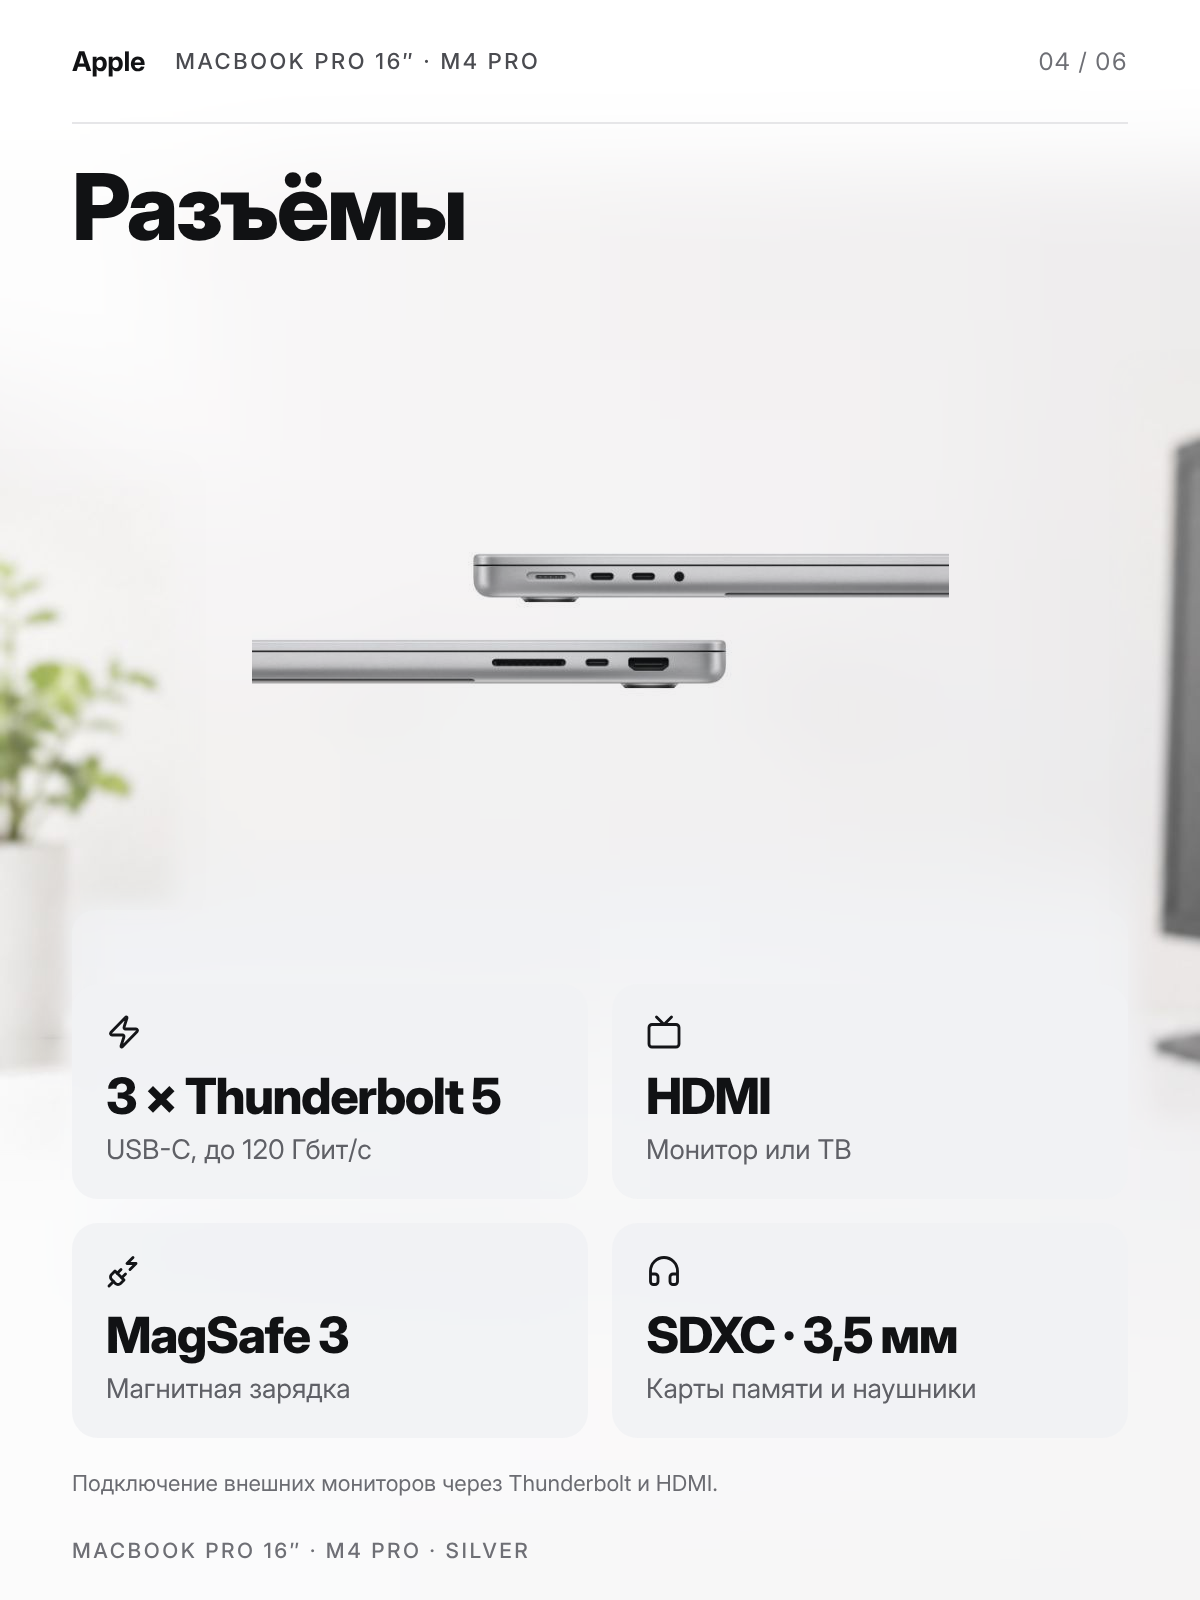 Apple MACBOOK PRO 16″ · M4 PRO 04 / 06
Разъёмы
3 × Thunderbolt 5
USB-C, до 120 Гбит/с
HDMI
Монитор или ТВ
MagSafe 3
Магнитная зарядка
SDXC · 3,5 мм
Карты памяти и наушники
Подключение внешних мониторов через Thunderbolt и HDMI.
MACBOOK PRO 16″ · M4 PRO · SILVER